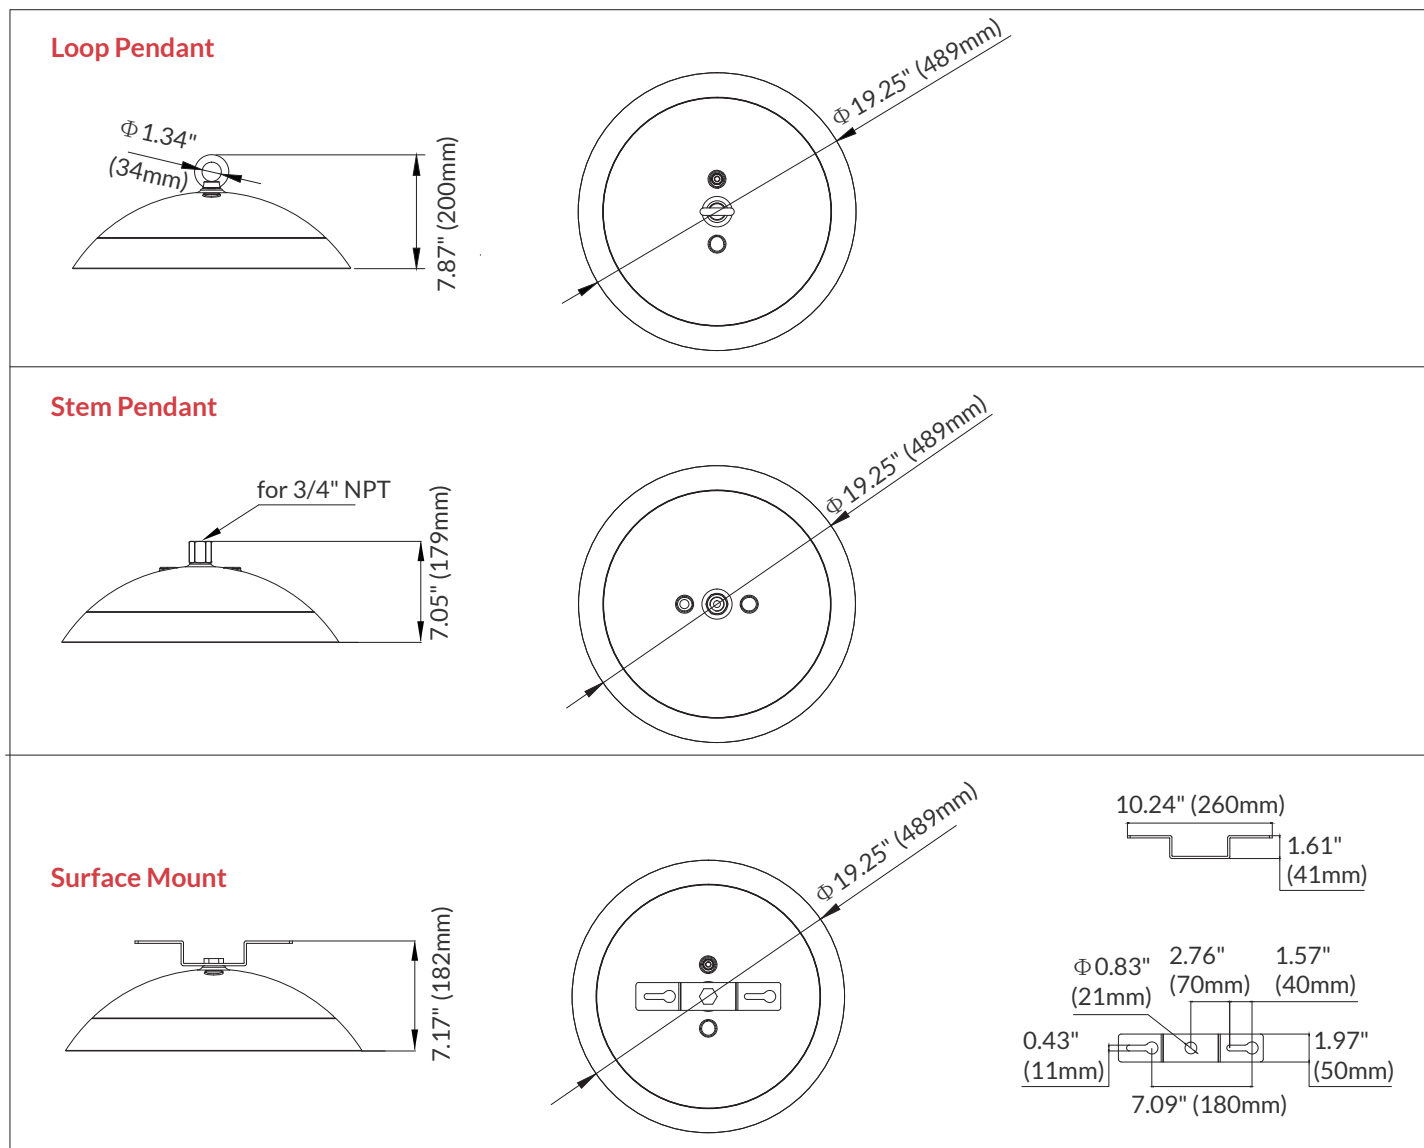 Loop Pendant
Φ 1.34"
(34mm)
7.87" (200mm)
Φ 19.25" (489mm)
Stem Pendant
for 3/4" NPT
7.05" (179mm)
Φ 19.25" (489mm)
Surface Mount
7.17" (182mm)
Φ 19.25" (489mm)
10.24" (260mm)
1.61"
(41mm)
Φ 0.83"
(21mm)
2.76"
(70mm)
1.57"
(40mm)
0.43"
(11mm)
1.97"
(50mm)
7.09" (180mm)